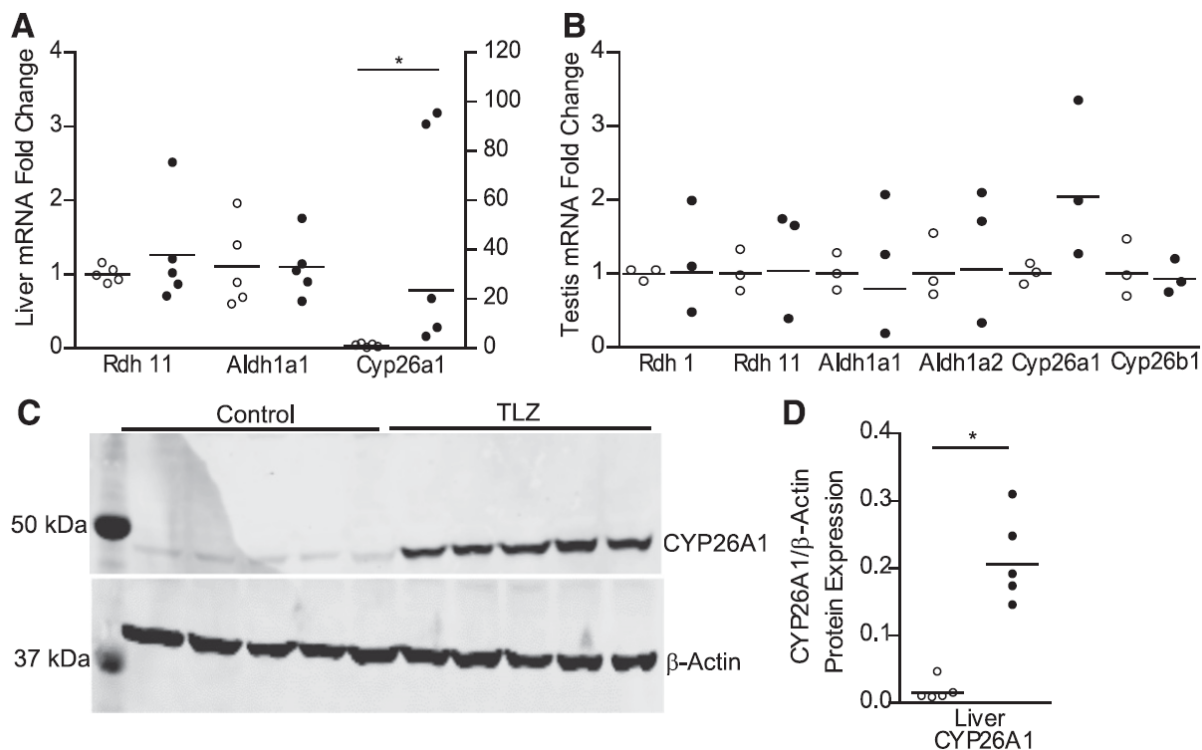 A
Liver mRNA Fold Change
4
3
2
1
0
*
120
100
80
60
40
20
0
Rdh 11 Aldh1a1 Cyp26a1
B
Testis mRNA Fold Change
4
3
2
1
0
Rdh 1 Rdh 11 Aldh1a1 Aldh1a2 Cyp26a1 Cyp26b1
C
Control TLZ
50 kDa
CYP26A1
37 kDa
β-Actin
D
CYP26A1/β-Actin
Protein Expression
0.4
0.3
0.2
0.1
0.0
*
Liver
CYP26A1